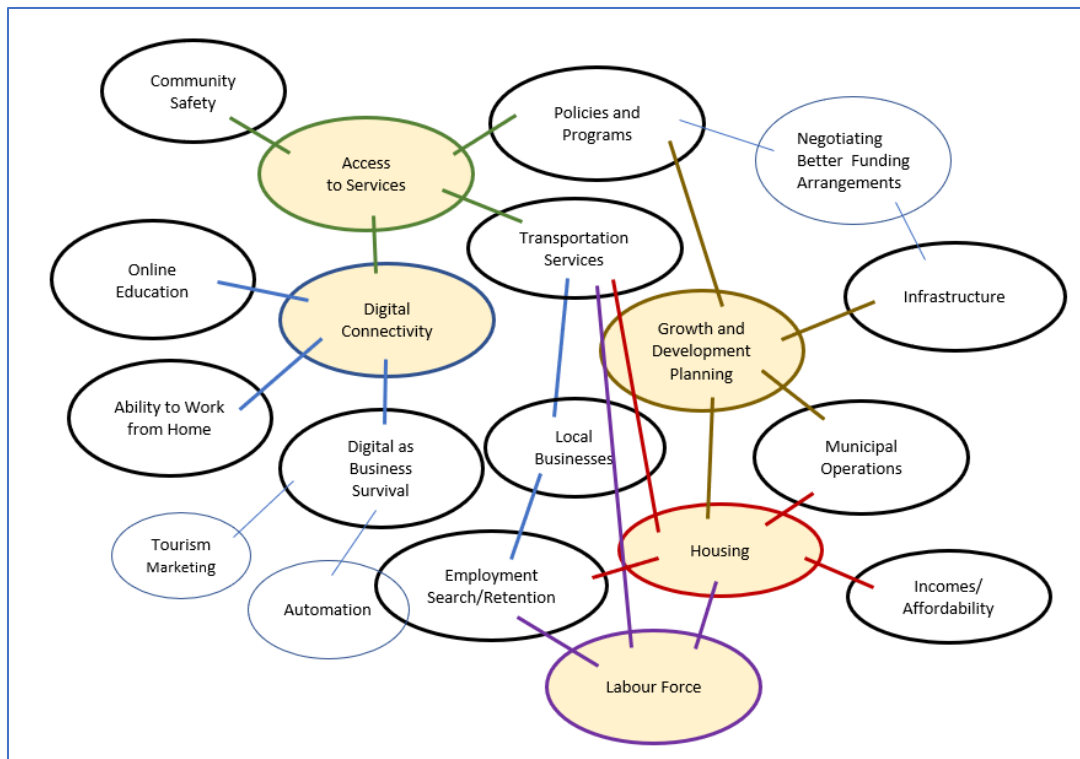 Community
Safety
Policies and
Programs
Negotiating
Better Funding
Arrangements
Access
to Services
Transportation
Services
Online
Education
Digital
Connectivity
Infrastructure
Growth and
Development
Planning
Ability to Work
from Home
Digital as
Business
Survival
Local
Businesses
Municipal
Operations
Tourism
Marketing
Housing
Automation
Employment
Search/Retention
Incomes/
Affordability
Labour Force